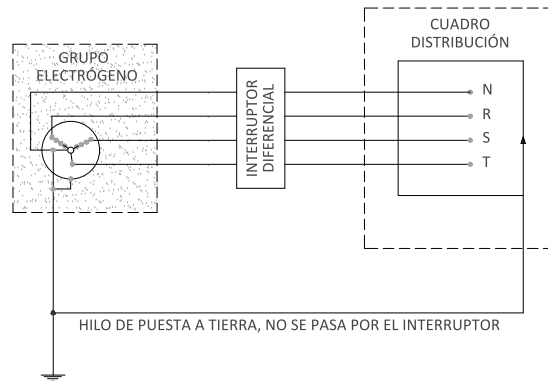 CUADRO
DISTRIBUCIÓN
GRUPO
ELECTRÓGENO
INTERRUPTOR
DIFERENCIAL
N
R
S
T
HILO DE PUESTA A TIERRA, NO SE PASA POR EL INTERRUPTOR